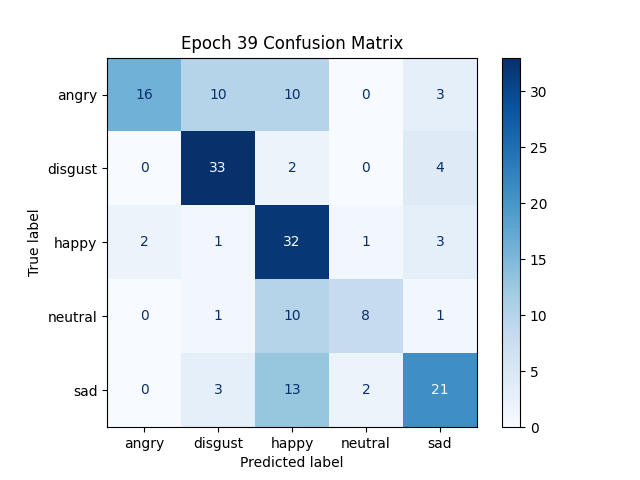 Epoch 39 Confusion Matrix
True label
angry 16 10 10 0 3
disgust 0 33 2 0 4
happy 2 1 32 1 3
neutral 0 1 10 8 1
sad 0 3 13 2 21
angry disgust happy neutral sad
Predicted label
30
25
20
15
10
5
0